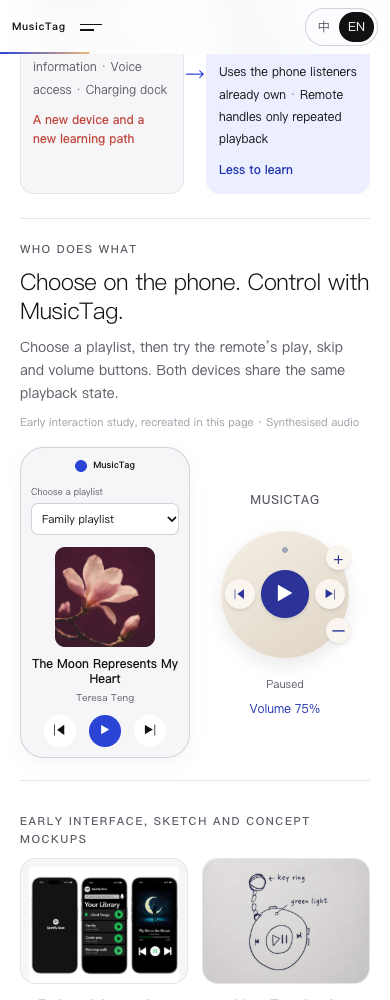 MusicTag
中 EN
information · Voice
access · Charging dock
A new device and a
new learning path
Uses the phone listeners
already own · Remote
handles only repeated
playback
Less to learn
WHO DOES WHAT
Choose on the phone. Control with
MusicTag.
Choose a playlist, then try the remote's play, skip
and volume buttons. Both devices share the same
playback state.
Early interaction study, recreated in this page · Synthesised audio
MusicTag
Choose a playlist
Family playlist
The Moon Represents My
Heart
Teresa Teng
MUSICTAG
Paused
Volume 75%
EARLY INTERFACE, SKETCH AND CONCEPT
MOCKUPS
Your Library
key ring
green light